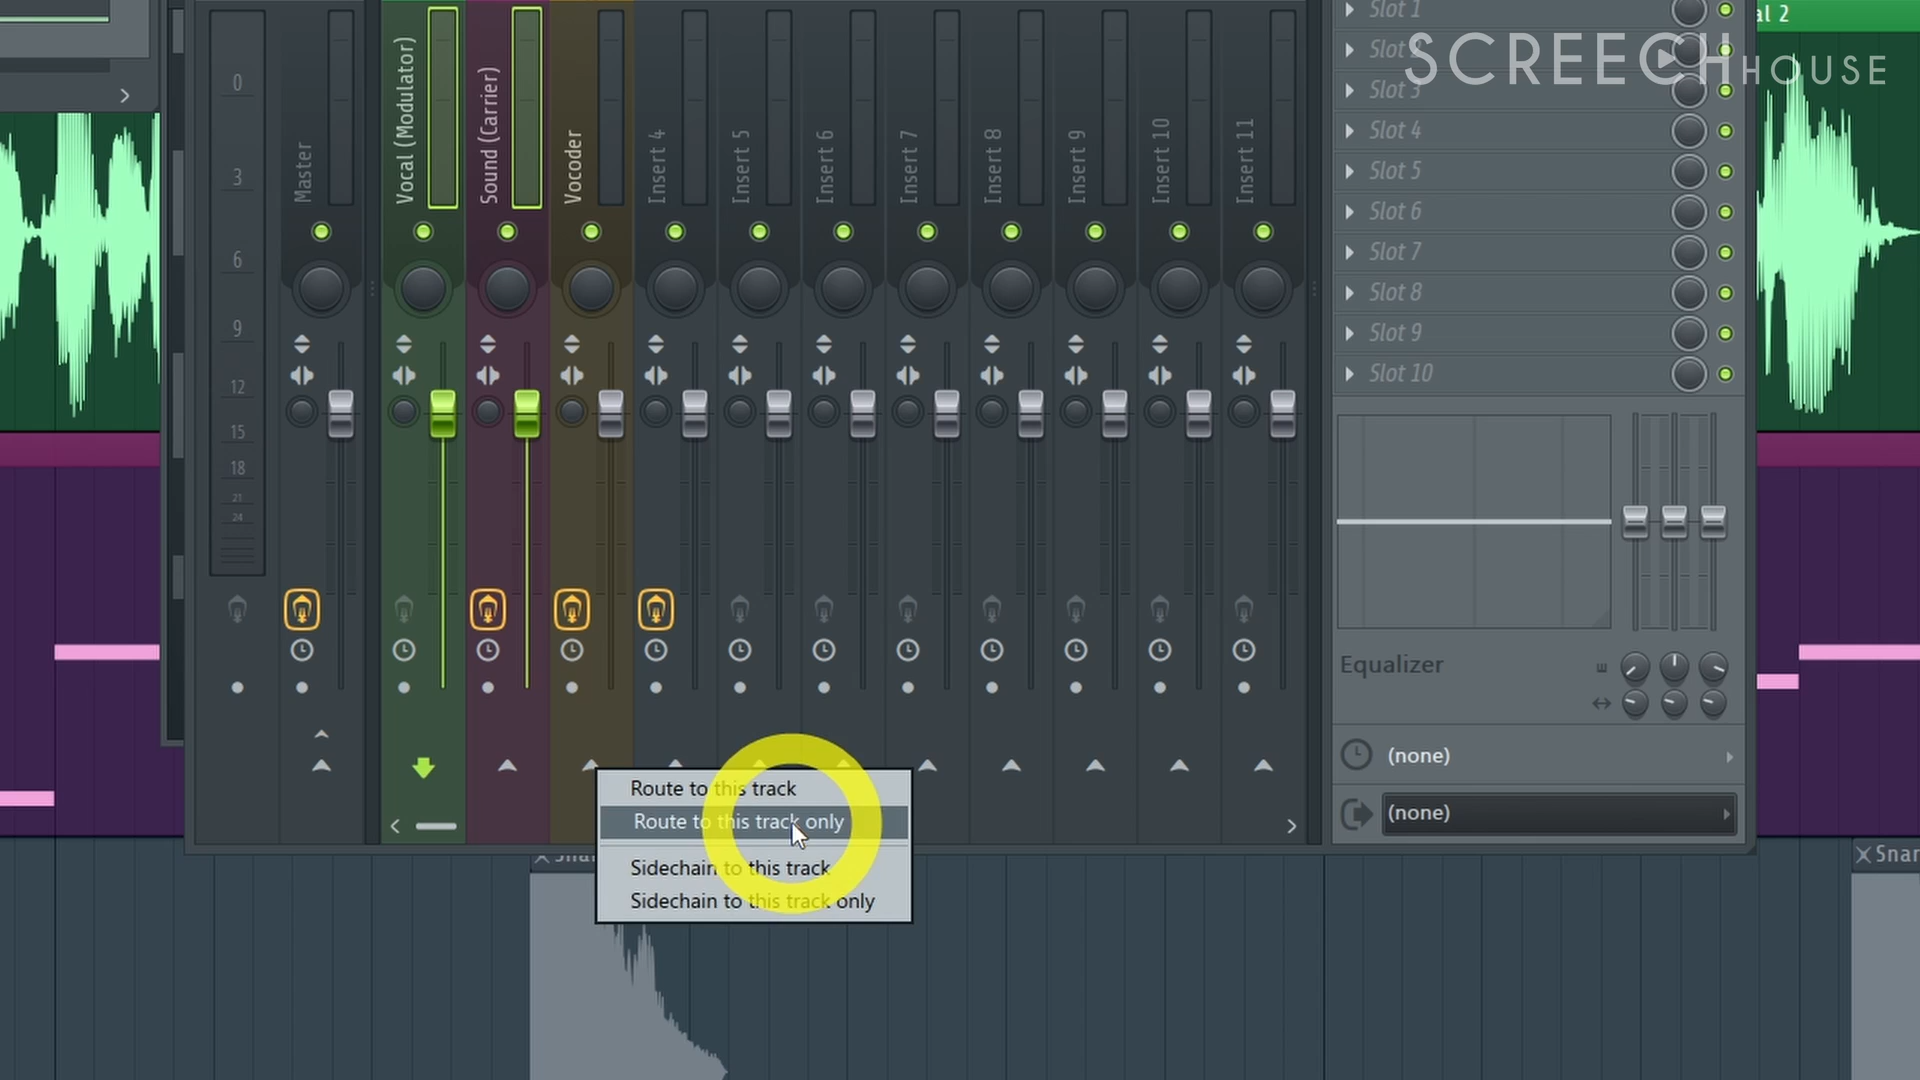 al 2
SCREECHHOUSE
0
3
6
9
12
15
18
21
24
Master
Vocal (Modulator)
Sound (Carrier)
Vocoder
Insert 4
Insert 5
Insert 6
Insert 7
Insert 8
Insert 9
Insert 10
Insert 11
Slot 1
Slot 3
Slot 4
Slot 5
Slot 6
Slot 7
Slot 8
Slot 9
Slot 10
Equalizer
(none)
(none)
Route to this track
Route to this track only
Sidechain to this track
Sidechain to this track only
Snar